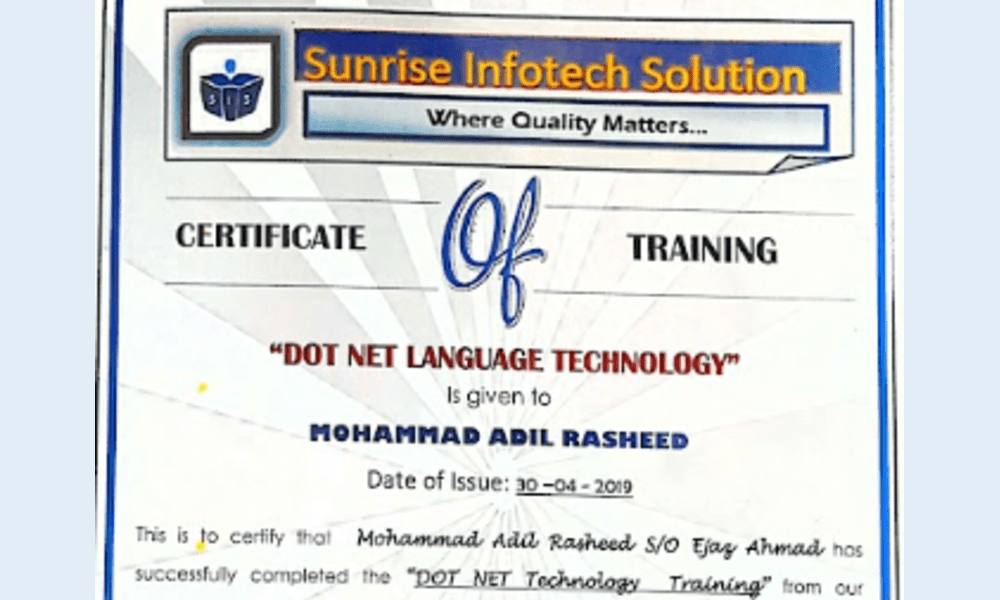 SIS
Sunrise Infotech Solution
Where Quality Matters...
CERTIFICATE Of TRAINING
“DOT NET LANGUAGE TECHNOLOGY”
Is given to
MOHAMMAD ADIL RASHEED
Date of Issue: 30-04-2019
This is to certify that Mohammad Adil Rasheed S/O Ejaz Ahmad has
successfully completed the “DOT NET Technology Training” from our